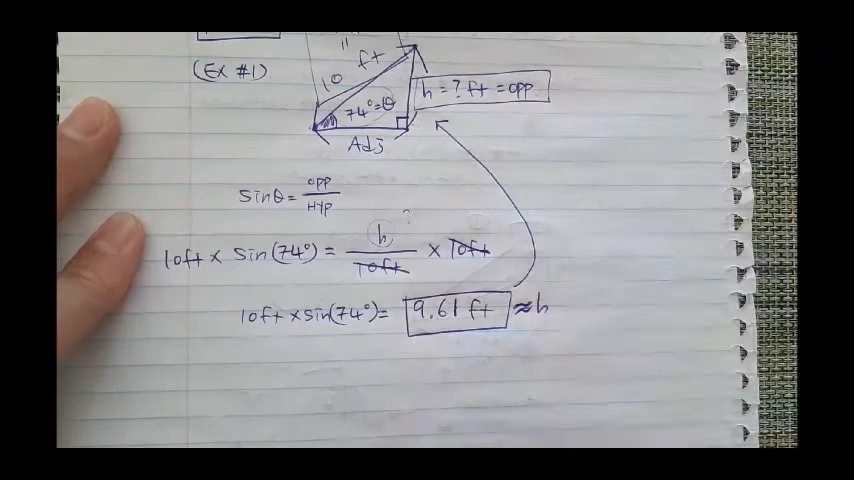 (EX #1)
"
10 ft
h = ? ft = opp
74° = θ
Adj
sinθ = opp / HYP
?
10ft x sin(74°) = h / 10ft x 10ft
10ft x sin(74°) = 9.61 ft ≈ h